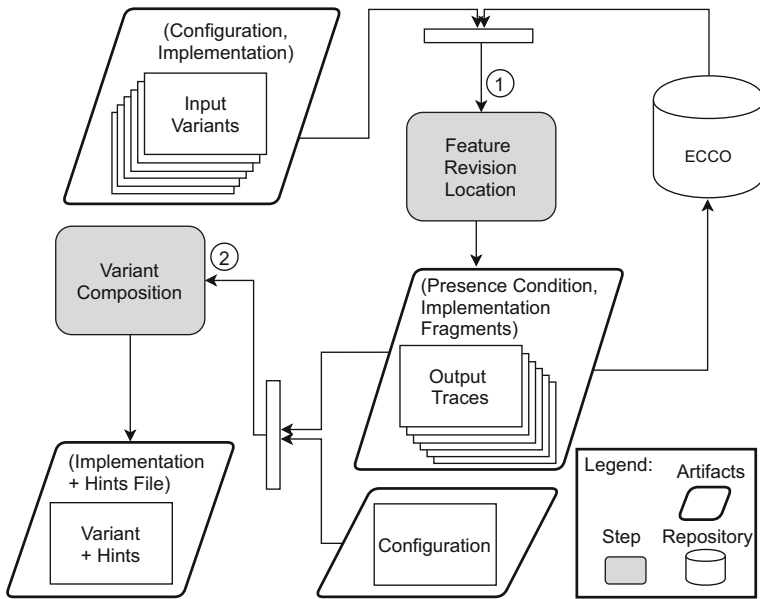 (Configuration,
Implementation)
Input
Variants
1
Feature
Revision
Location
ECCO
2
Variant
Composition
(Presence Condition,
Implementation
Fragments)
Output
Traces
(Implementation
+ Hints File)
Variant
+ Hints
Configuration
Legend:
Artifacts
Step
Repository